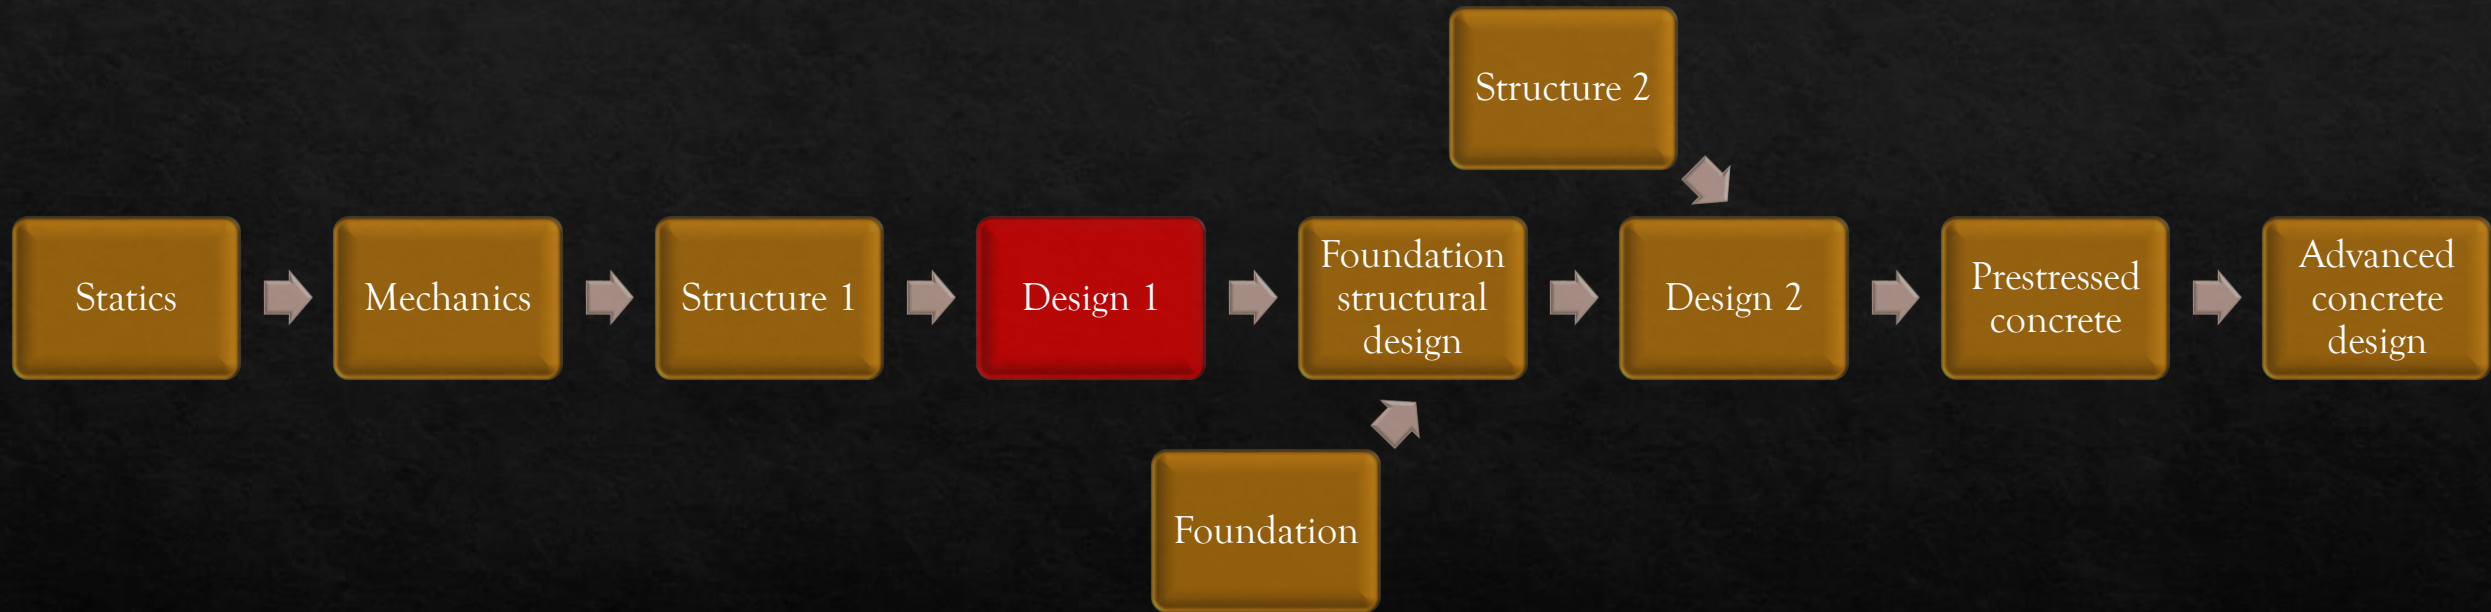 Structure 2
Statics
Mechanics
Structure 1
Design 1
Foundation
structural
design
Design 2
Prestressed
concrete
Advanced
concrete
design
Foundation